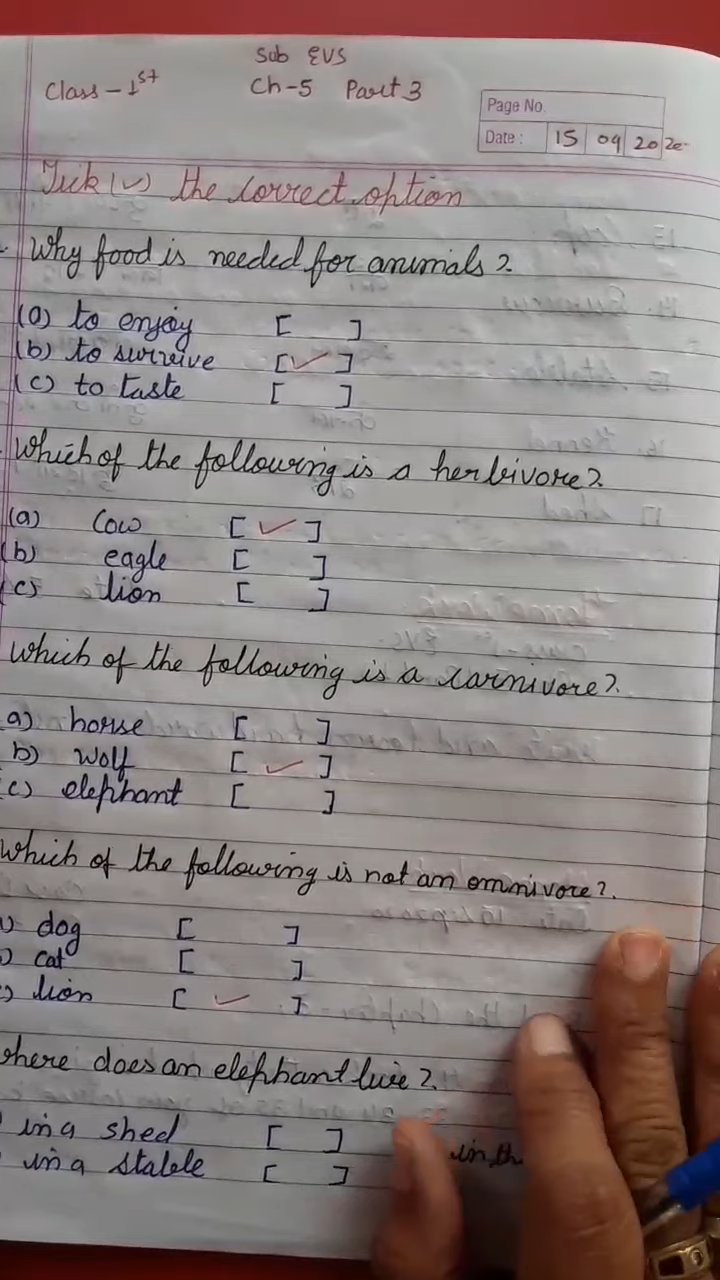 Sub EVS
Class-1st Ch-5 Part 3
Page No.
Date: 15 09 202
Tick (✓) the correct option
Why food is needed for animals?
(a) to enjoy [ ]
(b) to survive [✓]
(c) to taste [ ]
Which of the following is a herbivore?
(a) Cow [✓]
(b) eagle [ ]
(c) lion [ ]
Which of the following is a carnivore?
a) horse [ ]
b) wolf [✓]
c) elephant [ ]
Which of the following is not an omnivore?
) dog [ ]
) cat [ ]
) lion [✓]
here does an elephant live?
in a shed [ ] in th
in a stable [ ]